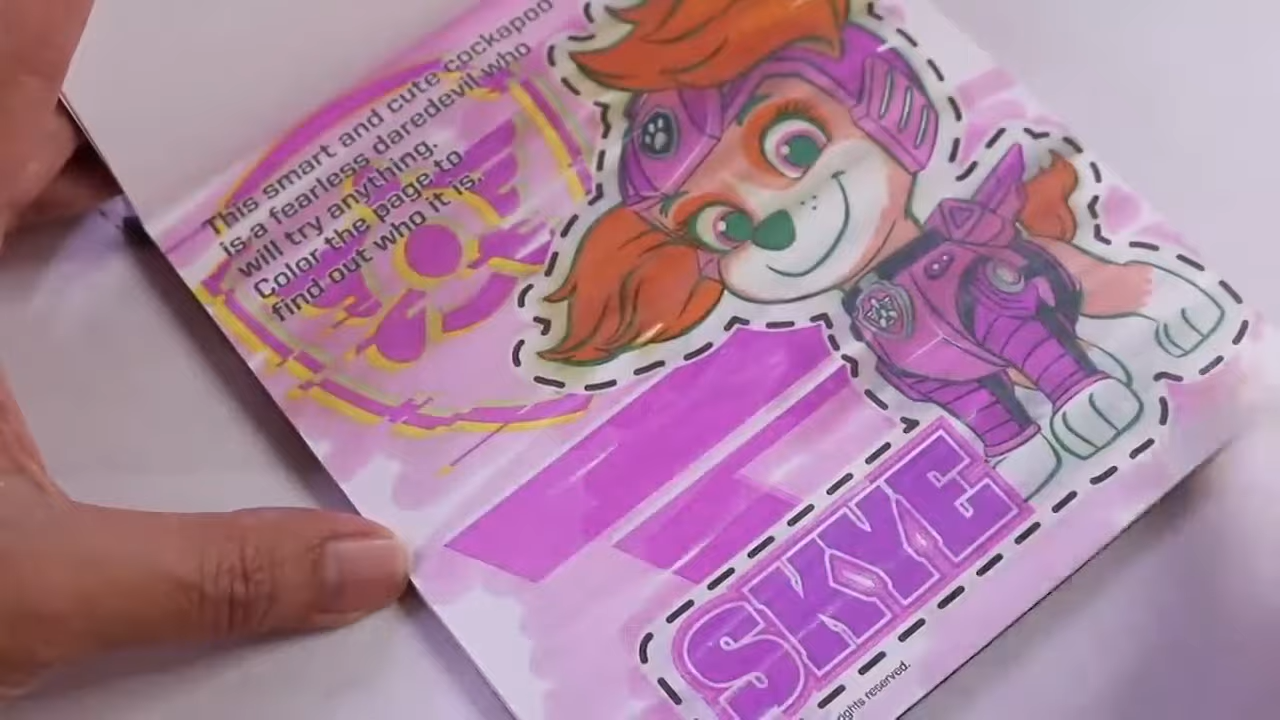 This smart and cute cockapoo
is a fearless daredevil who
will try anything.
Color the page to
find out who it is.
SKYE
rights reserved.